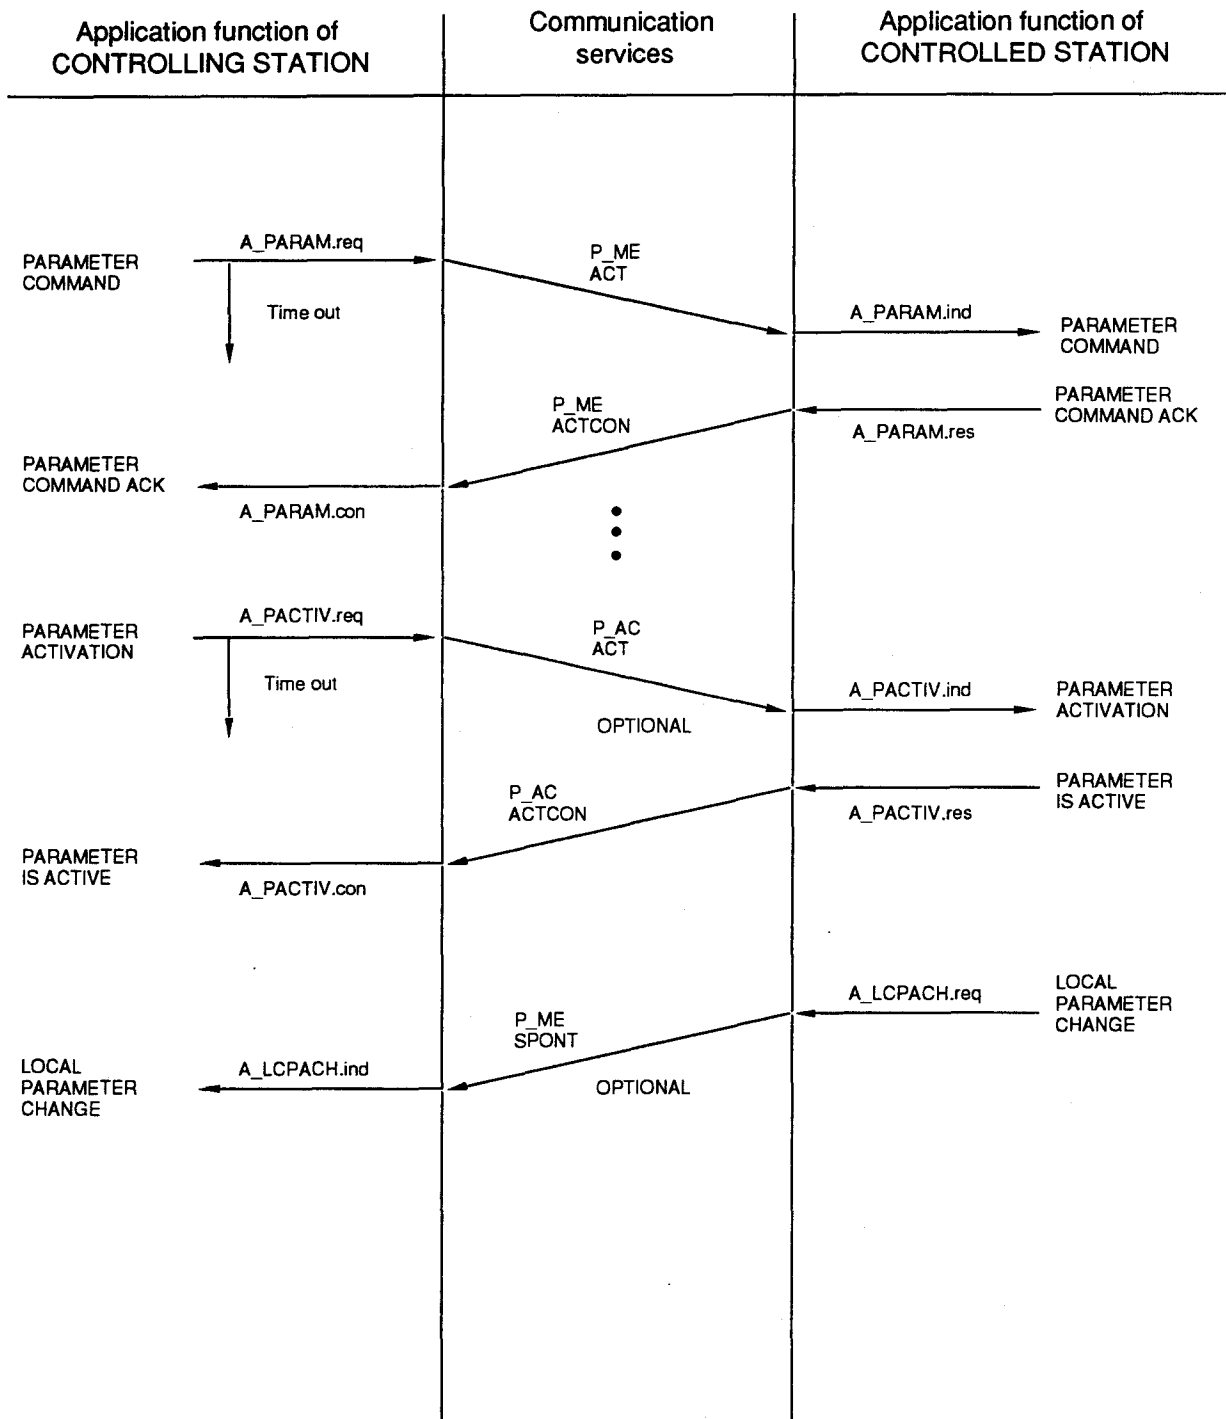 Application function of
CONTROLLING STATION
Communication
services
Application function of
CONTROLLED STATION
A_PARAM.req
PARAMETER
COMMAND
Time out
P_ME
ACT
A_PARAM.ind
PARAMETER
COMMAND
PARAMETER
COMMAND ACK
P_ME
ACTCON
A_PARAM.res
PARAMETER
COMMAND ACK
A_PARAM.con
A_PACTIV.req
PARAMETER
ACTIVATION
Time out
P_AC
ACT
OPTIONAL
A_PACTIV.ind
PARAMETER
ACTIVATION
PARAMETER
IS ACTIVE
P_AC
ACTCON
A_PACTIV.res
PARAMETER
IS ACTIVE
A_PACTIV.con
A_LCPACH.req
LOCAL
PARAMETER
CHANGE
P_ME
SPONT
OPTIONAL
A_LCPACH.ind
LOCAL
PARAMETER
CHANGE